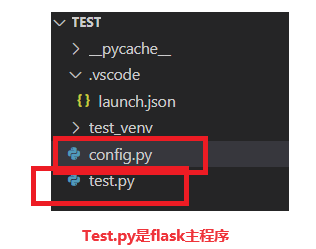 TEST
__pycache__
.vscode
{} launch.json
test_venv
config.py
test.py
Test.py是flask主程序